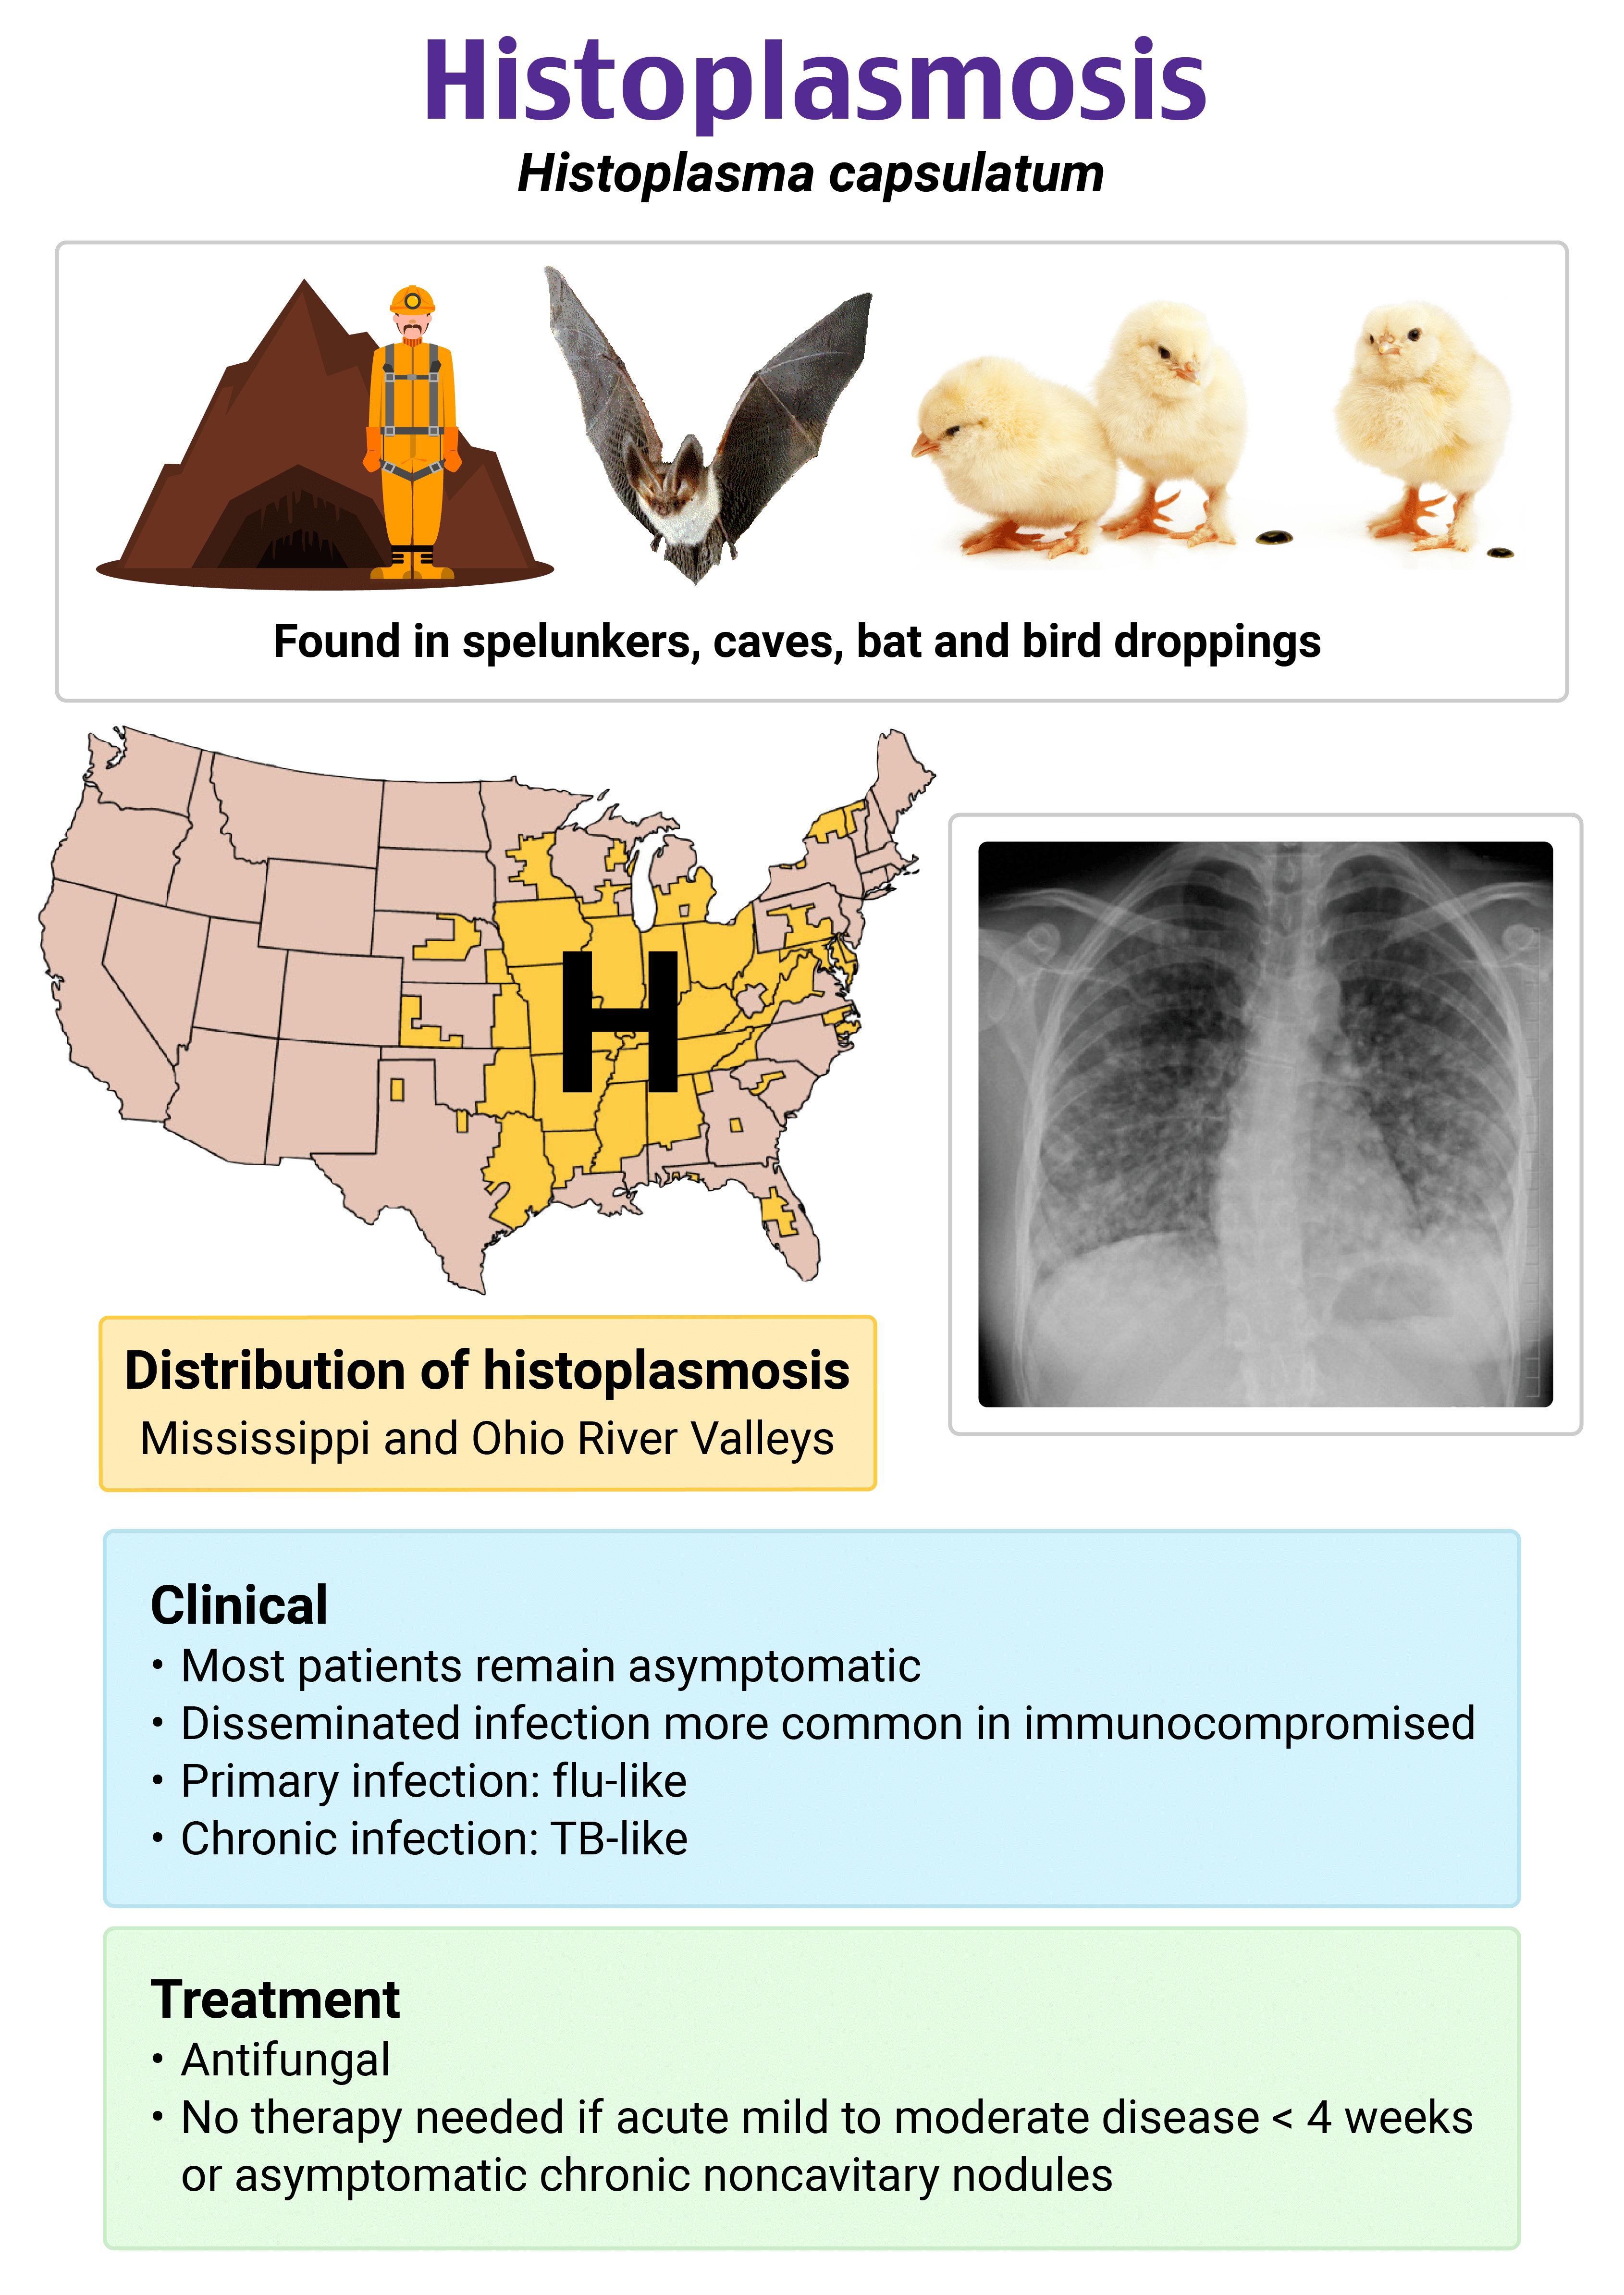 Histoplasmosis
Histoplasma capsulatum
Found in spelunkers, caves, bat and bird droppings
H
Distribution of histoplasmosis
Mississippi and Ohio River Valleys
Clinical
• Most patients remain asymptomatic
• Disseminated infection more common in immunocompromised
• Primary infection: flu-like
• Chronic infection: TB-like
Treatment
• Antifungal
• No therapy needed if acute mild to moderate disease < 4 weeks
or asymptomatic chronic noncavitary nodules